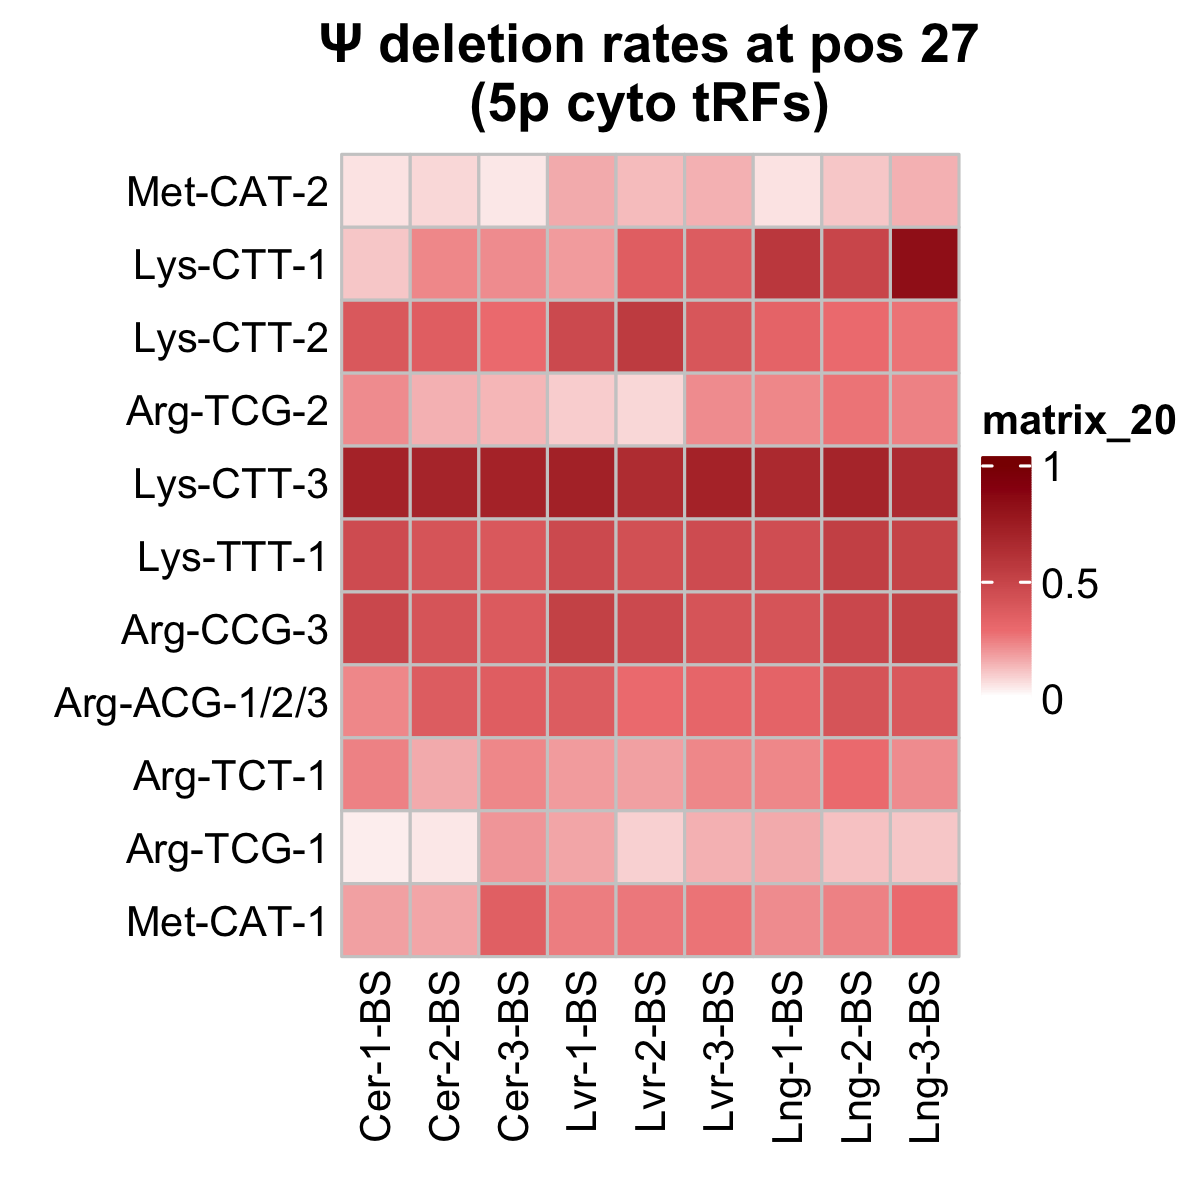 Ψ deletion rates at pos 27
(5p cyto tRFs)
Met-CAT-2
Lys-CTT-1
Lys-CTT-2
Arg-TCG-2
Lys-CTT-3
Lys-TTT-1
Arg-CCG-3
Arg-ACG-1/2/3
Arg-TCT-1
Arg-TCG-1
Met-CAT-1
Cer-1-BS
Cer-2-BS
Cer-3-BS
Lvr-1-BS
Lvr-2-BS
Lvr-3-BS
Lng-1-BS
Lng-2-BS
Lng-3-BS
matrix_20
1
0.5
0